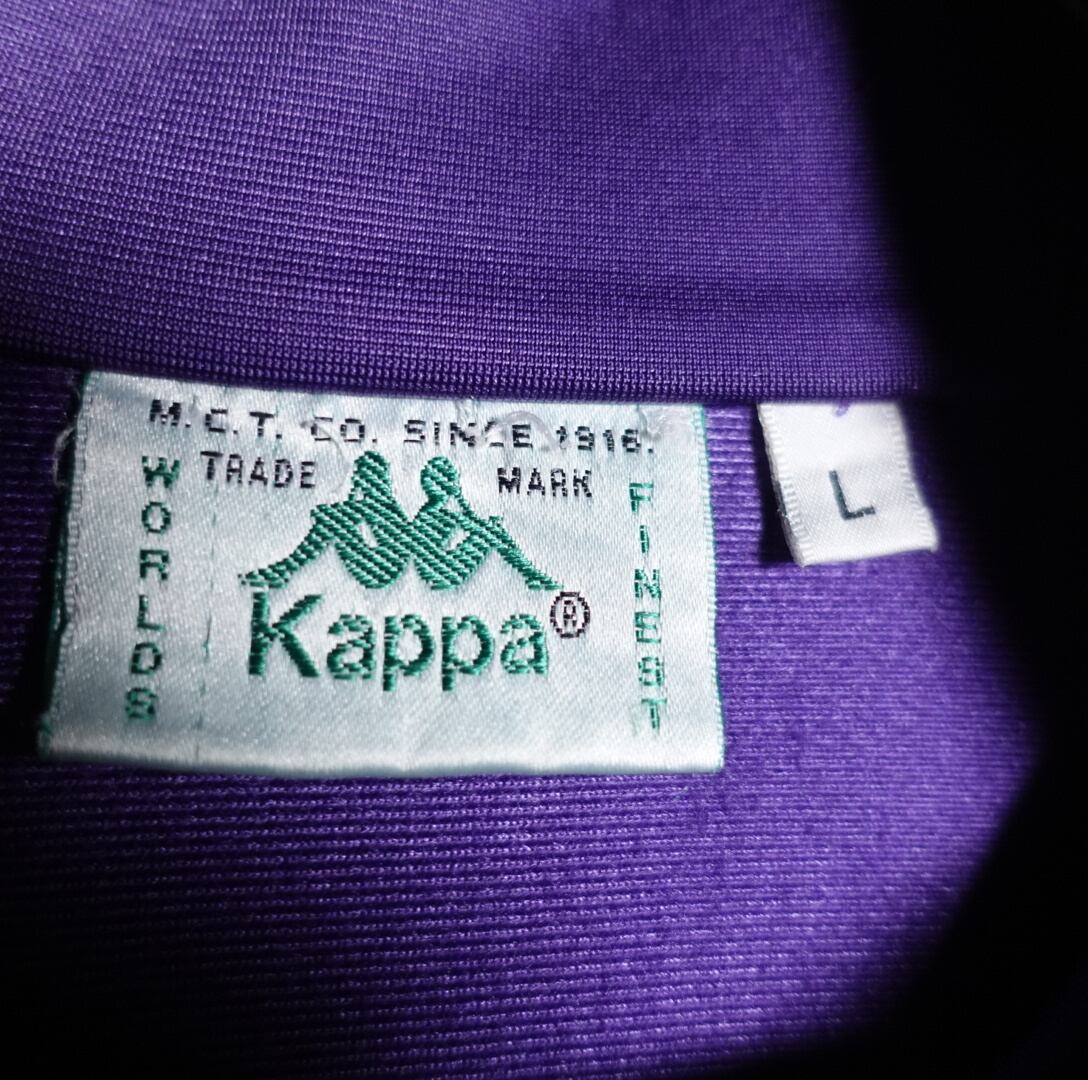 M.C.T. CO. SINCE 1916.
TRADE MARK
WORLDS
FINEST
Kappa®
L